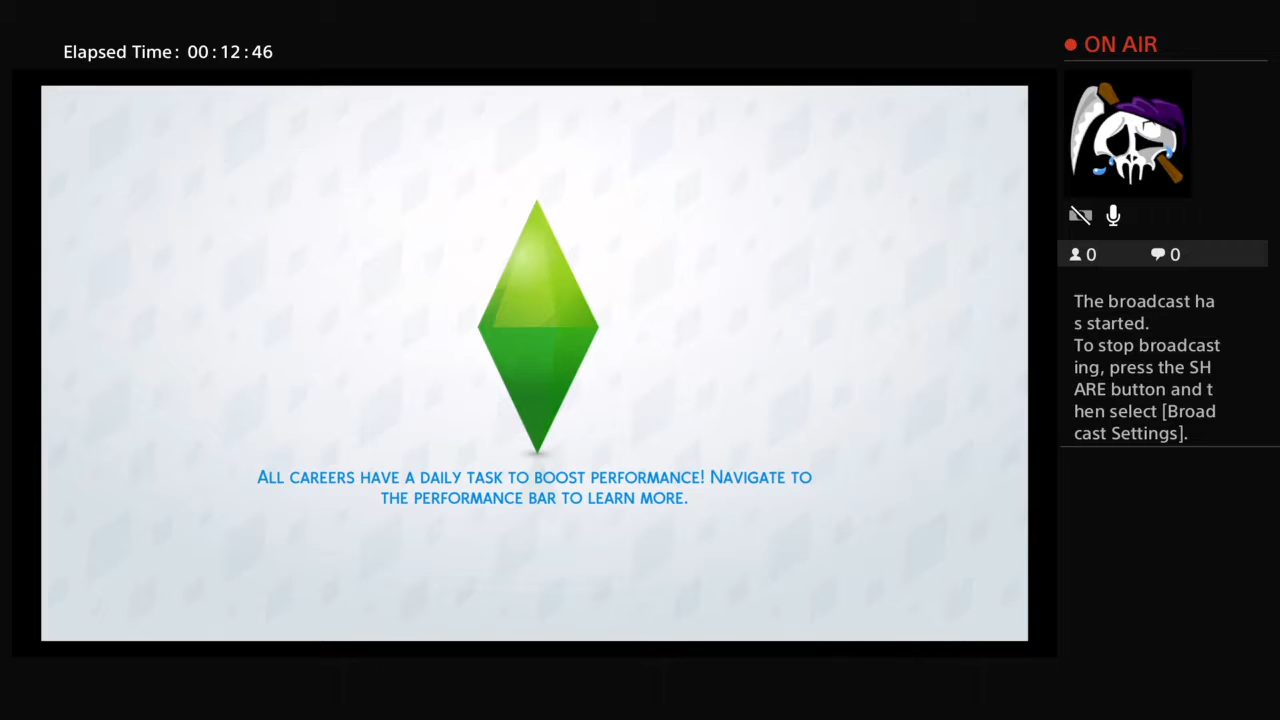 Elapsed Time: 00:12:46
ON AIR
0 0
The broadcast ha
s started.
To stop broadcast
ing, press the SH
ARE button and t
hen select [Broad
cast Settings].
ALL CAREERS HAVE A DAILY TASK TO BOOST PERFORMANCE! NAVIGATE TO
THE PERFORMANCE BAR TO LEARN MORE.